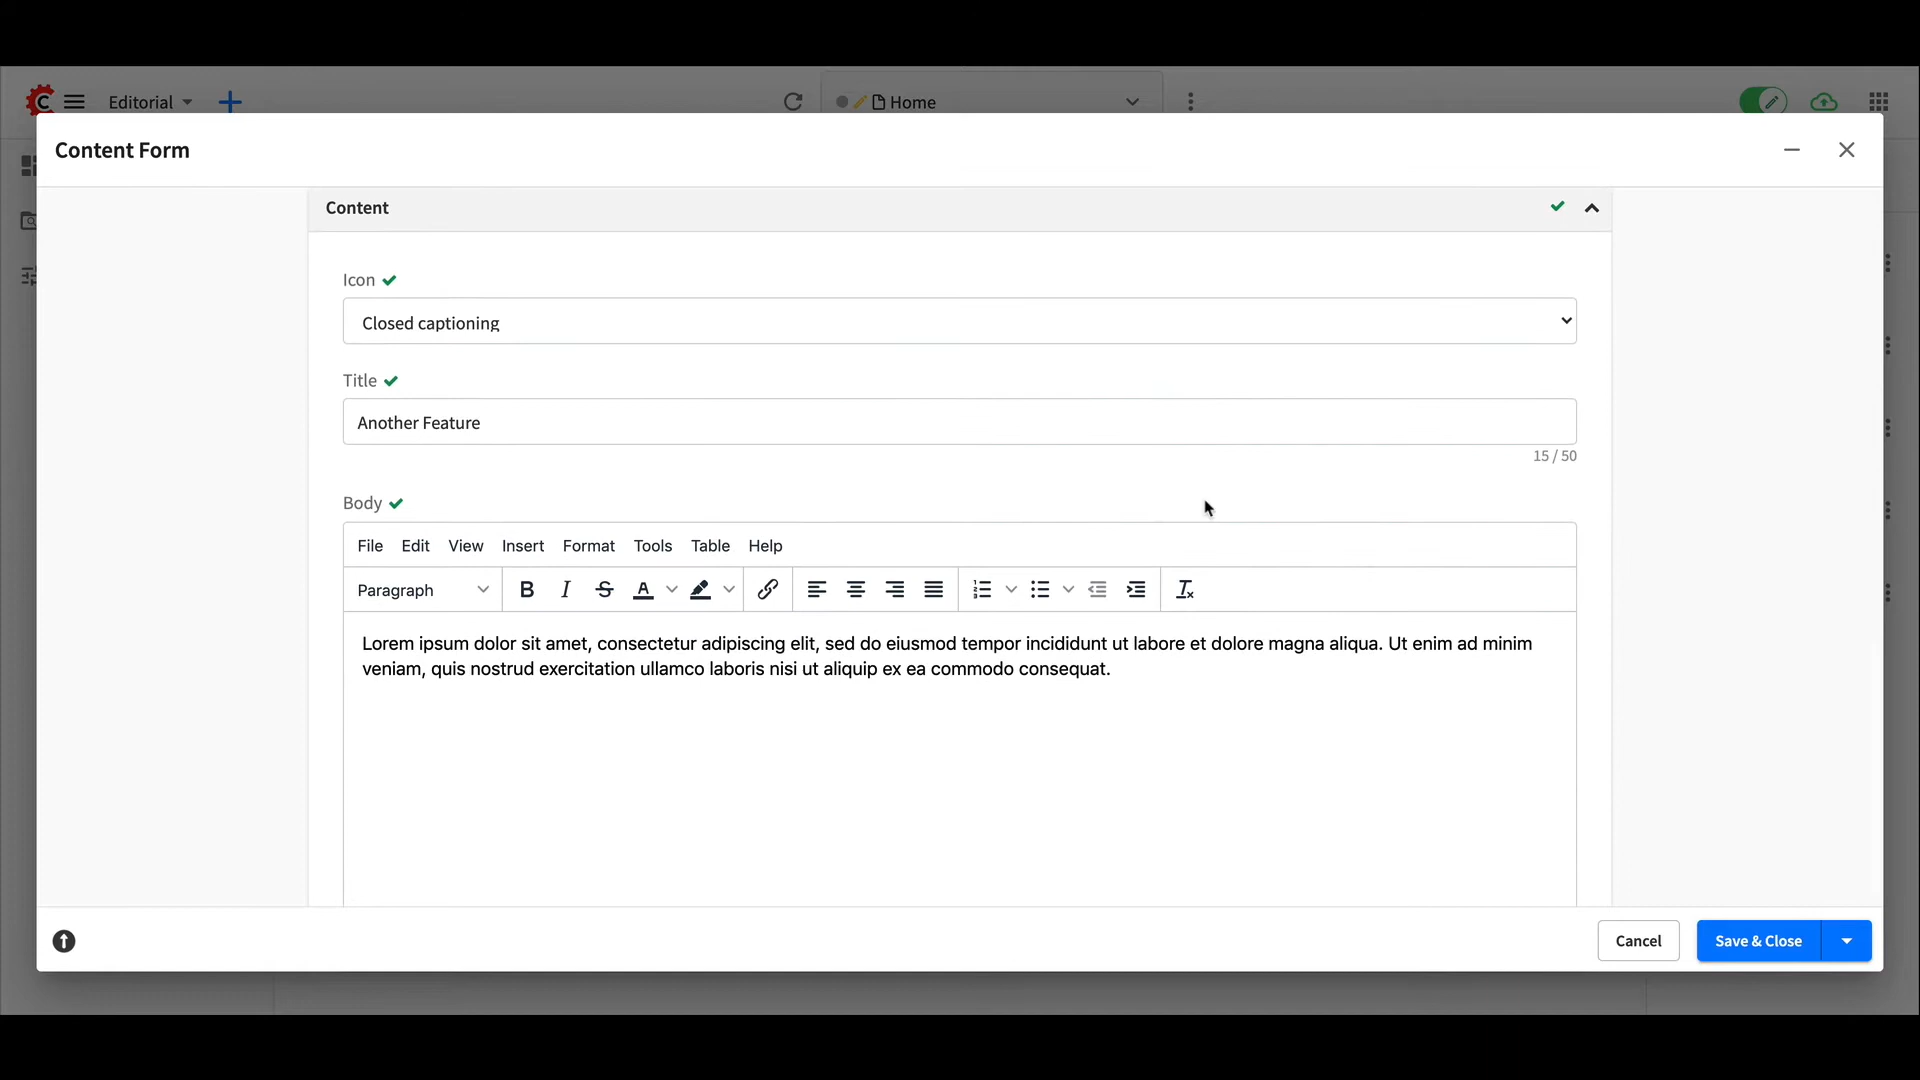 Editorial
Home
Content Form
Content
Icon
Closed captioning
Title
Another Feature
15 / 50
Body
File Edit View Insert Format Tools Table Help
Paragraph
Lorem ipsum dolor sit amet, consectetur adipiscing elit, sed do eiusmod tempor incididunt ut labore et dolore magna aliqua. Ut enim ad minim
veniam, quis nostrud exercitation ullamco laboris nisi ut aliquip ex ea commodo consequat.
Cancel
Save & Close